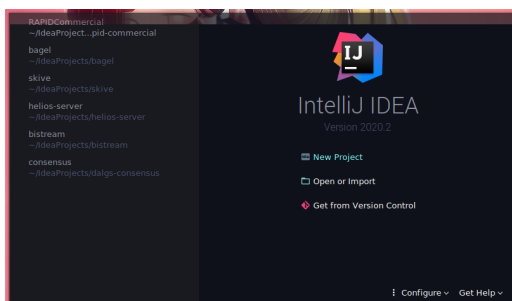 RAPIDCommercial
~/IdeaProject...pid-commercial
bagel
~/IdeaProjects/bagel
skive
~/IdeaProjects/skive
helios-server
~/IdeaProjects/helios-server
bistream
~/IdeaProjects/bistream
consensus
~/IdeaProjects/dalgs-consensus
IJ
IntelliJ IDEA
Version 2020.2
New Project
Open or Import
Get from Version Control
Configure
Get Help